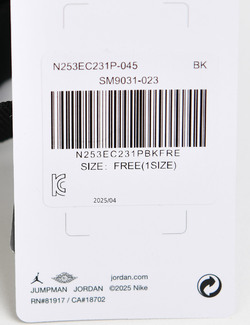 N253EC231P-045 BK
SM9031-023
N253EC231PBKFRE
SIZE: FREE(1SIZE)
2025/04
jordan.com
JUMPMAN JORDAN ©2025 Nike
RN#81917 / CA#18702